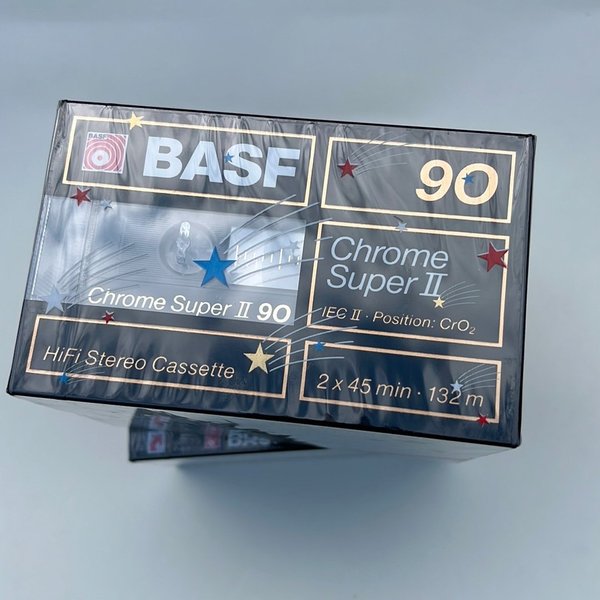 BASF
BASF
90
Chrome Super II 90
Chrome
Super II
IEC II · Position: CrO₂
HiFi Stereo Cassette
2 x 45 min · 132 m